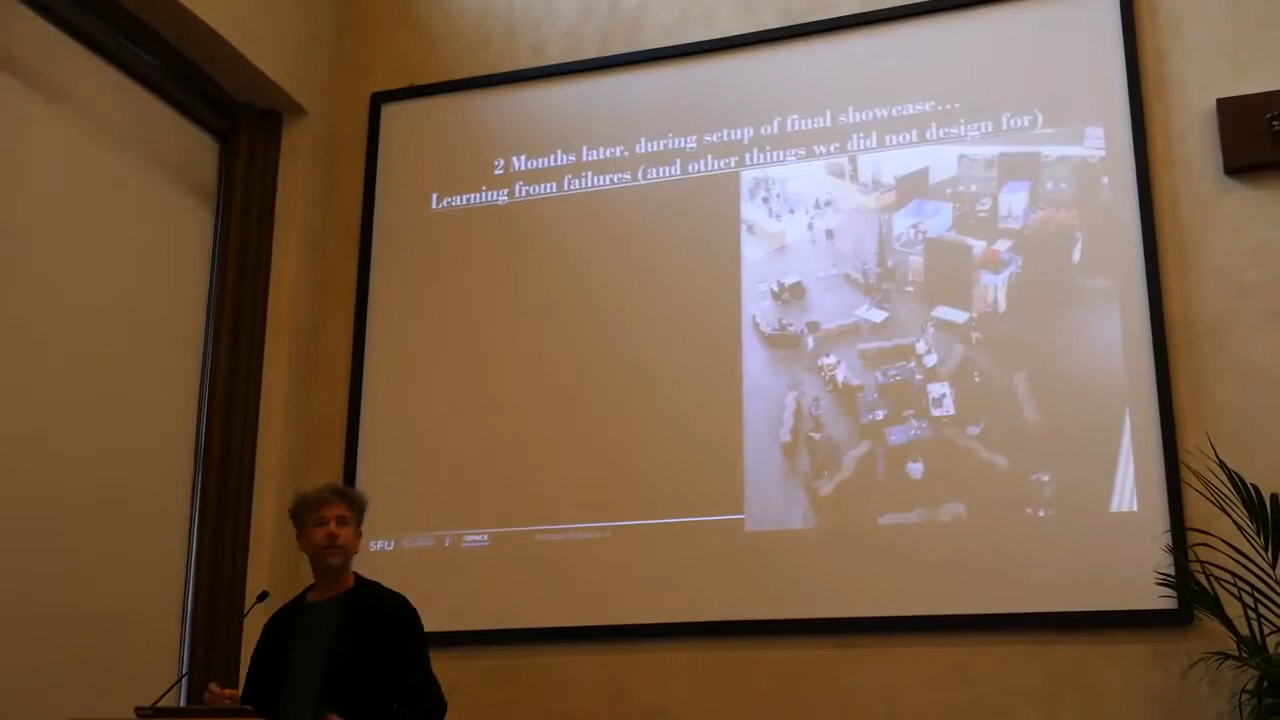 2 Months later, during setup of final showcase...
Learning from failures (and other things we did not design for)
SFU
iSPACE